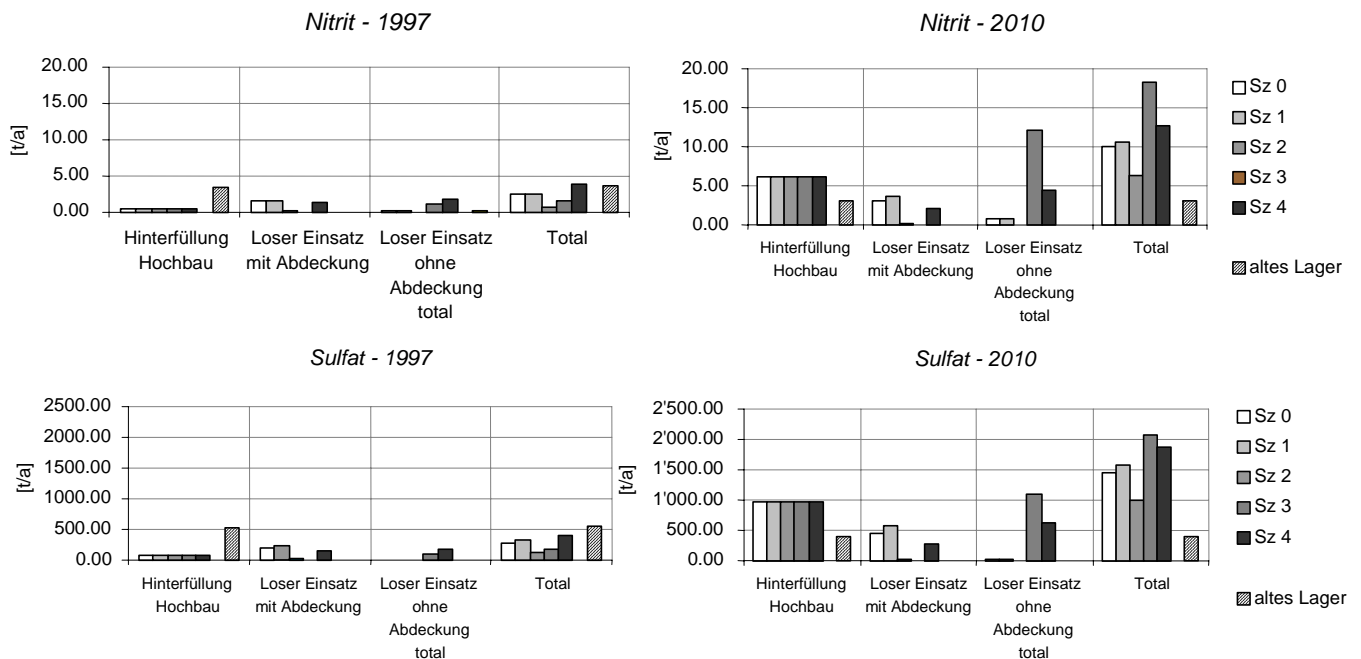 Nitrit - 1997
20.00
15.00
10.00
5.00
0.00
[t/a]
Hinterfüllung
Hochbau
Loser Einsatz
mit Abdeckung
Loser Einsatz
ohne
Abdeckung
total
Total
Nitrit - 2010
20.00
15.00
10.00
5.00
0.00
[t/a]
Hinterfüllung
Hochbau
Loser Einsatz
mit Abdeckung
Loser Einsatz
ohne
Abdeckung
total
Total
Sz 0
Sz 1
Sz 2
Sz 3
Sz 4
altes Lager
Sulfat - 1997
2500.00
2000.00
1500.00
1000.00
500.00
0.00
[t/a]
Hinterfüllung
Hochbau
Loser Einsatz
mit Abdeckung
Loser Einsatz
ohne
Abdeckung
total
Total
Sulfat - 2010
2'500.00
2'000.00
1'500.00
1'000.00
500.00
0.00
[t/a]
Hinterfüllung
Hochbau
Loser Einsatz
mit Abdeckung
Loser Einsatz
ohne
Abdeckung
total
Total
Sz 0
Sz 1
Sz 2
Sz 3
Sz 4
altes Lager